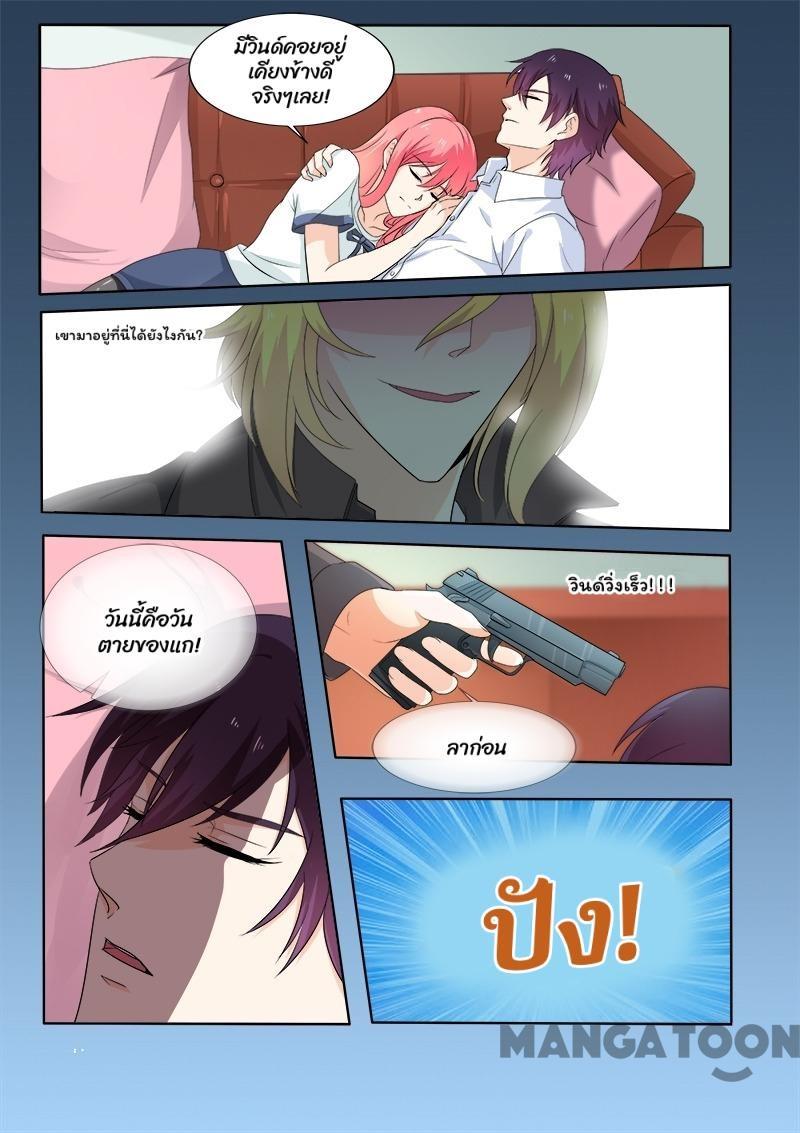 มีวินด์คอยอยู่
เคียงข้างดี
จริงๆเลย!
เขามาอยู่ที่นี่ได้ยังไงกัน?
วันนี้คือวัน
ตายของแก!
วินด์วิ่งเร็ว!!!
ลาก่อน
ปัง!
MANGATOON